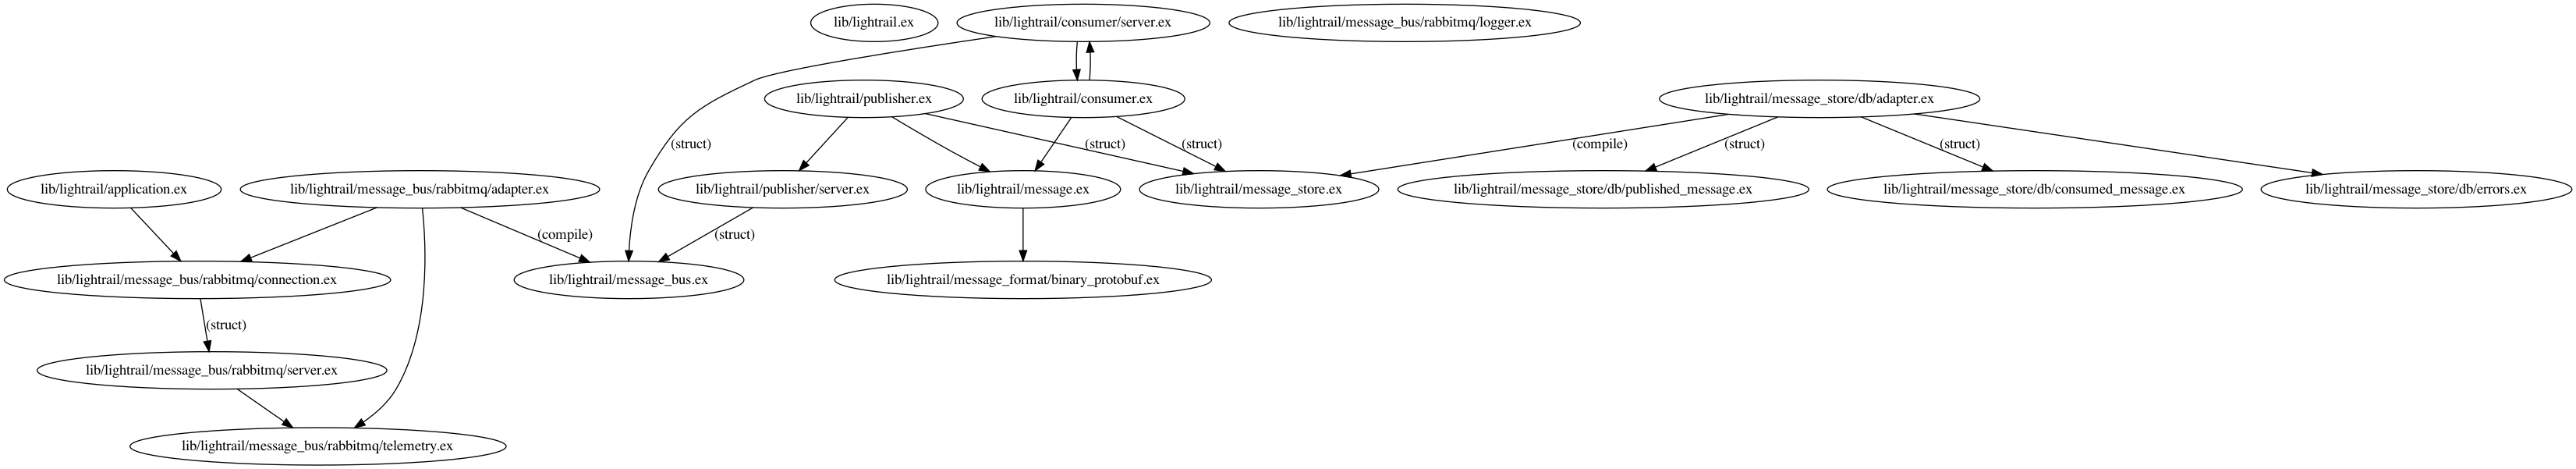 lib/lightrail.ex
lib/lightrail/consumer/server.ex
lib/lightrail/message_bus/rabbitmq/logger.ex
lib/lightrail/publisher.ex
lib/lightrail/consumer.ex
lib/lightrail/message_store/db/adapter.ex
(struct)
(struct)
(struct)
(compile)
(struct)
(struct)
lib/lightrail/application.ex
lib/lightrail/message_bus/rabbitmq/adapter.ex
lib/lightrail/publisher/server.ex
lib/lightrail/message.ex
lib/lightrail/message_store.ex
lib/lightrail/message_store/db/published_message.ex
lib/lightrail/message_store/db/consumed_message.ex
lib/lightrail/message_store/db/errors.ex
(compile)
(struct)
lib/lightrail/message_bus/rabbitmq/connection.ex
lib/lightrail/message_bus.ex
lib/lightrail/message_format/binary_protobuf.ex
(struct)
lib/lightrail/message_bus/rabbitmq/server.ex
lib/lightrail/message_bus/rabbitmq/telemetry.ex